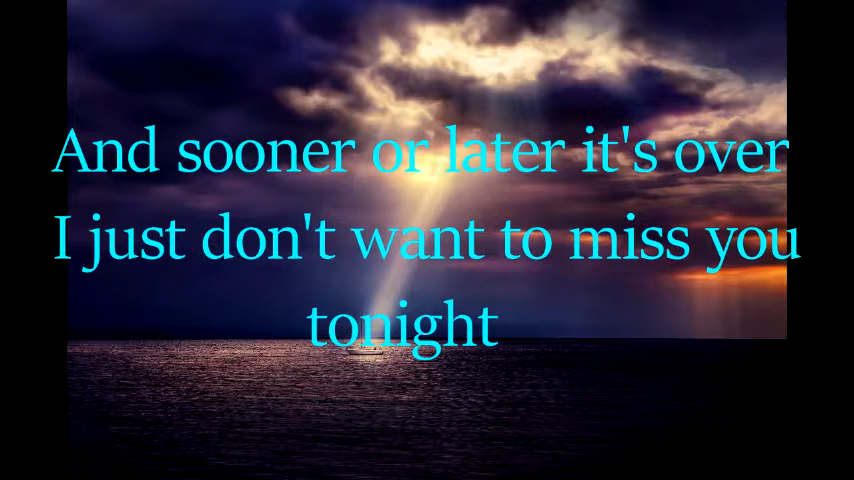 And sooner or later it's over
I just don't want to miss you
tonight